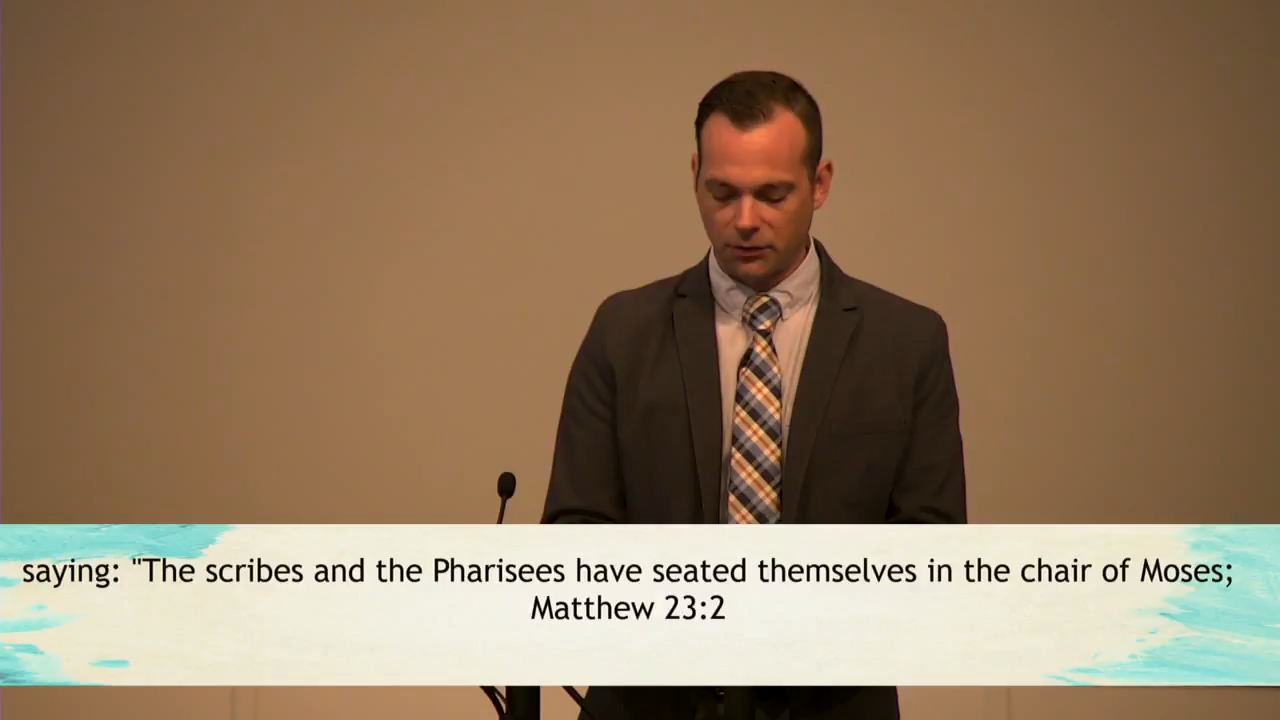 saying: "The scribes and the Pharisees have seated themselves in the chair of Moses;
Matthew 23:2